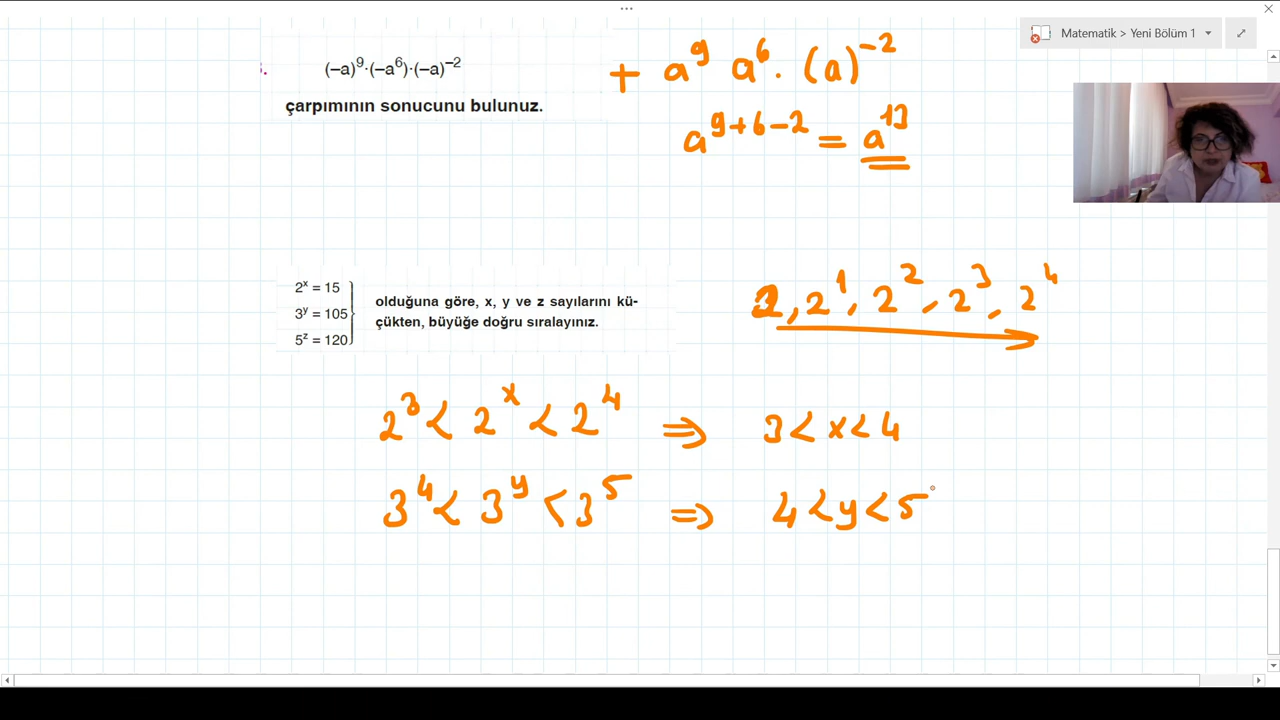 Matematik > Yeni Bölüm 1
(–a)⁹·(–a⁶)·(–a)⁻²
çarpımının sonucunu bulunuz.
+ a⁹ a⁶ · (a)⁻²
a⁹⁺⁶⁻² = a¹³
2ˣ = 15
3ʸ = 105
5ᶻ = 120
olduğuna göre, x, y ve z sayılarını kü-
çükten, büyüğe doğru sıralayınız.
, 2¹, 2², 2³, 2⁴
2³ < 2ˣ < 2⁴ ⇒ 3 < x < 4
3⁴ < 3ʸ < 3⁵ ⇒ 4 < y < 5